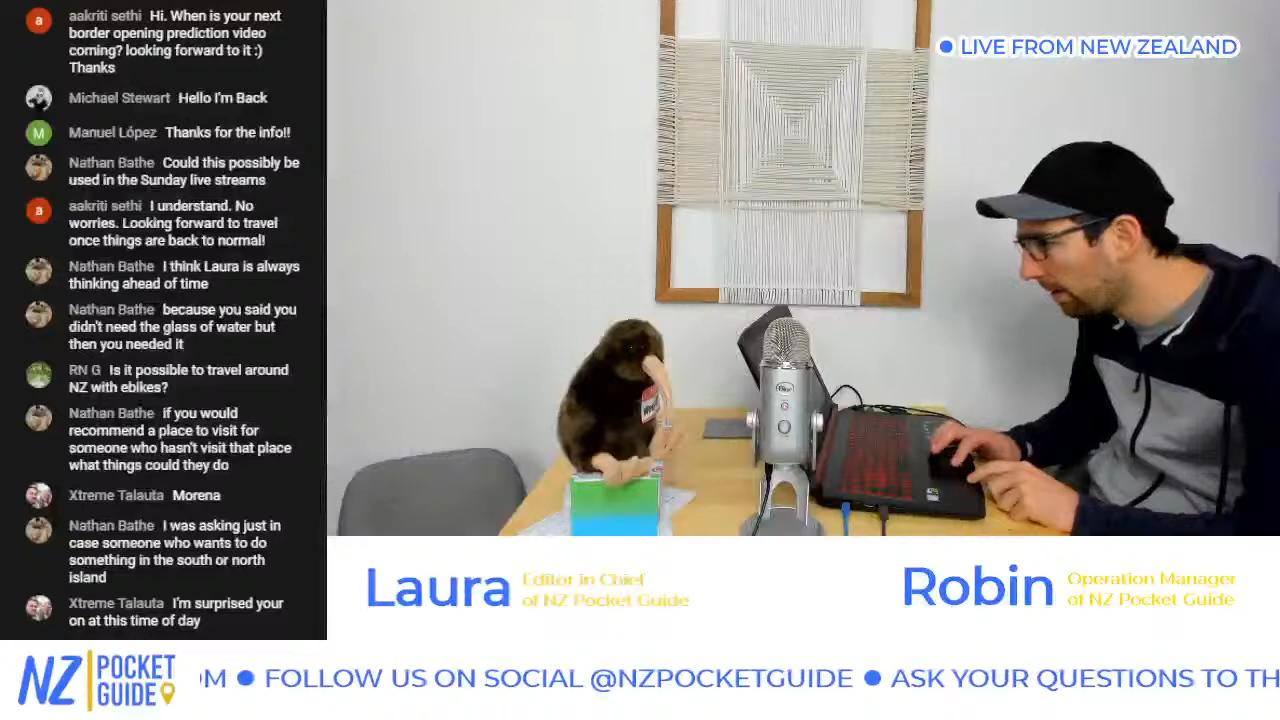 aakriti sethi Hi. When is your next
border opening prediction video
coming? looking forward to it :)
Thanks
Michael Stewart Hello I'm Back
Manuel López Thanks for the info!!
Nathan Bathe Could this possibly be
used in the Sunday live streams
aakriti sethi I understand. No
worries. Looking forward to travel
once things are back to normal!
Nathan Bathe I think Laura is always
thinking ahead of time
Nathan Bathe because you said you
didn't need the glass of water but
then you needed it
RN G Is it possible to travel around
NZ with ebikes?
Nathan Bathe if you would
recommend a place to visit for
someone who hasn't visit that place
what things could they do
Xtreme Talauta Morena
Nathan Bathe I was asking just in
case someone who wants to do
something in the south or north
island
Xtreme Talauta I'm surprised your
on at this time of day
LIVE FROM NEW ZEALAND
Laura
Editor in Chief
of NZ Pocket Guide
Robin
Operation Manager
of NZ Pocket Guide
NZ POCKET
GUIDE
OM ● FOLLOW US ON SOCIAL @NZPOCKETGUIDE ● ASK YOUR QUESTIONS TO TH